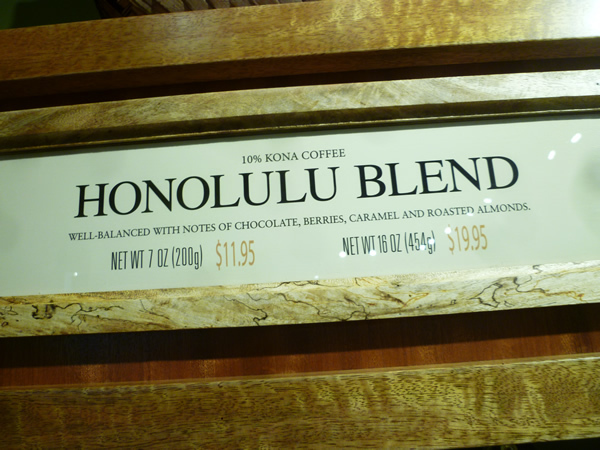 10% KONA COFFEE
HONOLULU BLEND
WELL-BALANCED WITH NOTES OF CHOCOLATE, BERRIES, CARAMEL AND ROASTED ALMONDS.
NET WT 7 OZ (200g) $11.95 NET WT 16 OZ (454g) $19.95